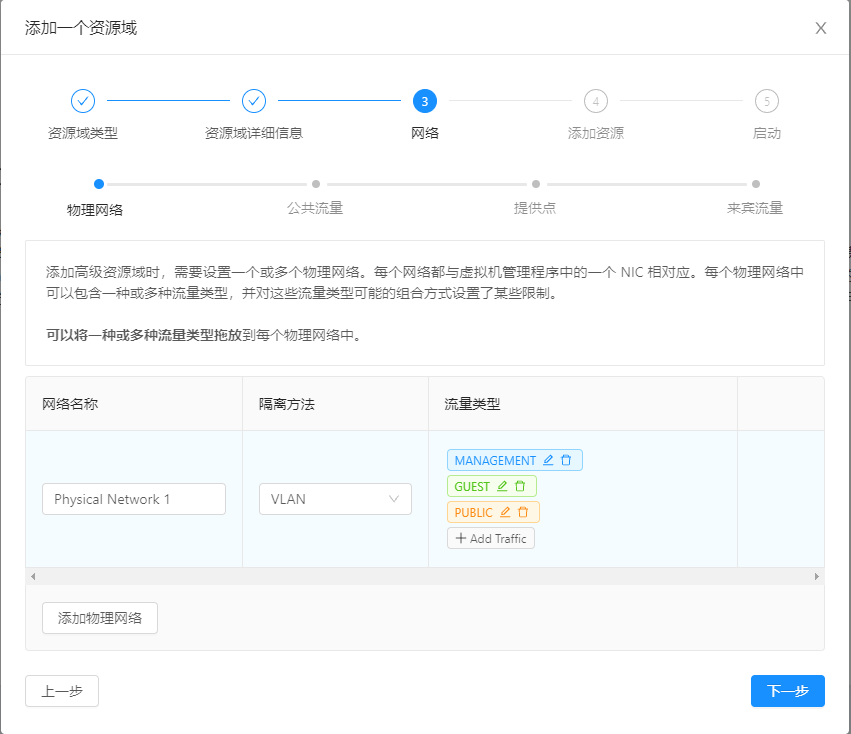 添加一个资源域
X
3
4
5
资源域类型
资源域详细信息
网络
添加资源
启动
物理网络
公共流量
提供点
来宾流量
添加高级资源域时，需要设置一个或多个物理网络。每个网络都与虚拟机管理程序中的一个 NIC 相对应。每个物理网络中
可以包含一种或多种流量类型，并对这些流量类型可能的组合方式设置了某些限制。
可以将一种或多种流量类型拖放到每个物理网络中。
网络名称
隔离方法
流量类型
Physical Network 1
VLAN
MANAGEMENT
GUEST
PUBLIC
Add Traffic
添加物理网络
上一步
下一步